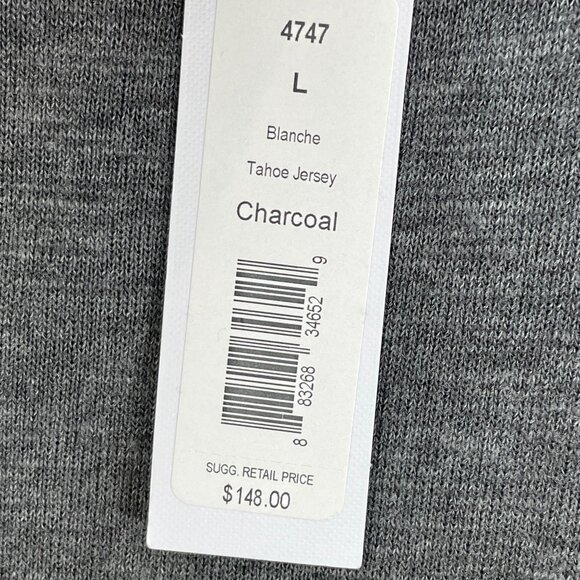 4747
L
Blanche
Tahoe Jersey
Charcoal
8 83268 34652 9
SUGG. RETAIL PRICE
$148.00